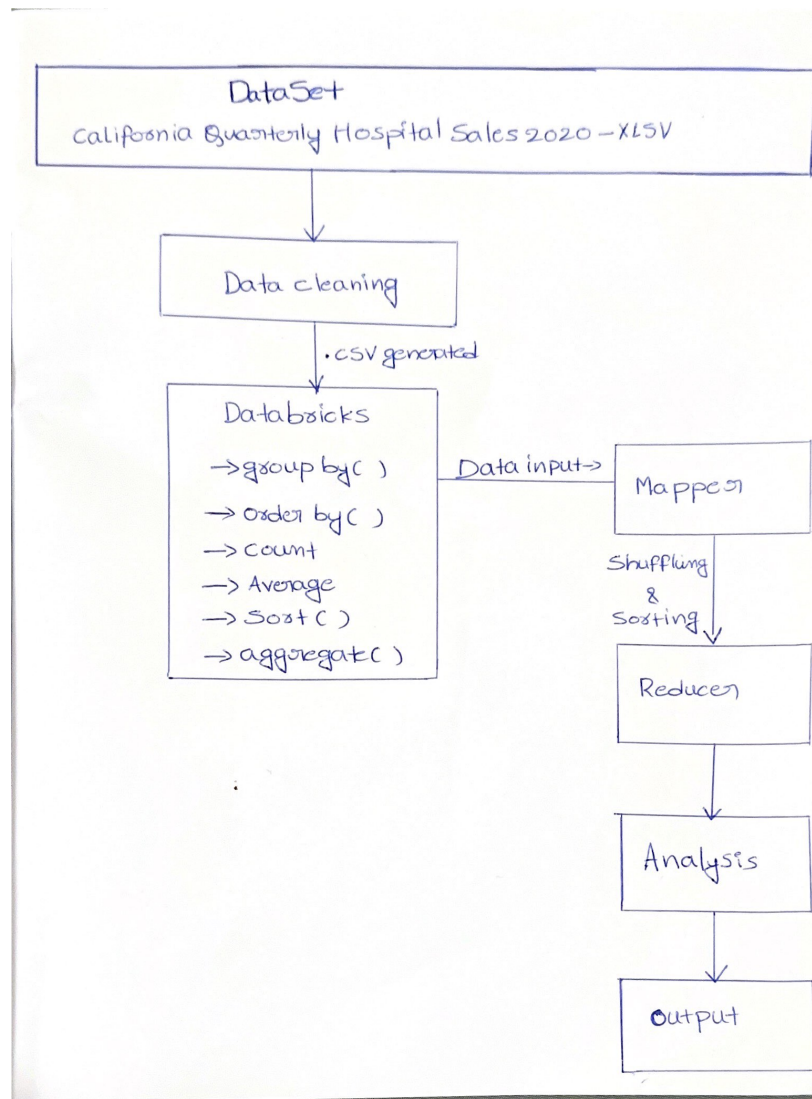 DataSet
California Quarterly Hospital Sales 2020 - XLSV
Data cleaning
.CSV generated
Databricks
→ group by( )
→ order by( )
→ count
→ Average
→ Sort( )
→ aggregate( )
Data input→
Mapper
Shuffling
&
Sorting
Reducer
Analysis
output